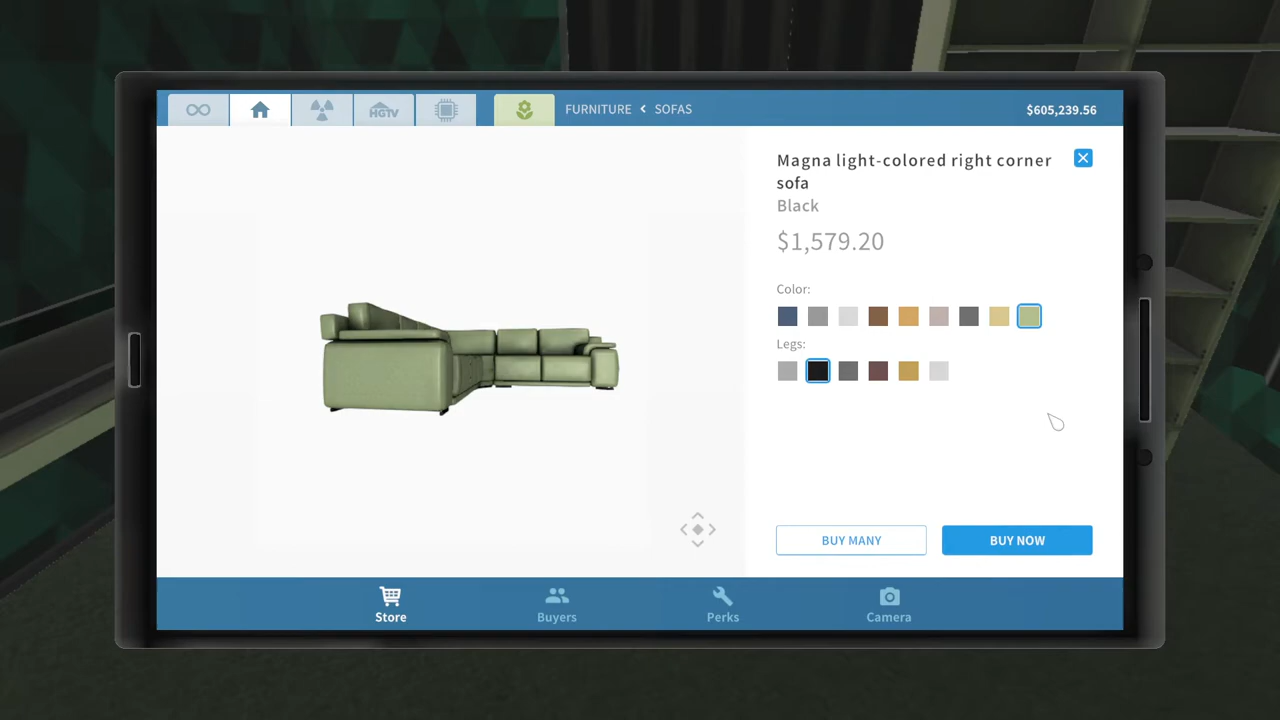 HGTV
FURNITURE < SOFAS
$605,239.56
Magna light-colored right corner
sofa
Black
$1,579.20
Color:
Legs:
BUY MANY
BUY NOW
Store
Buyers
Perks
Camera